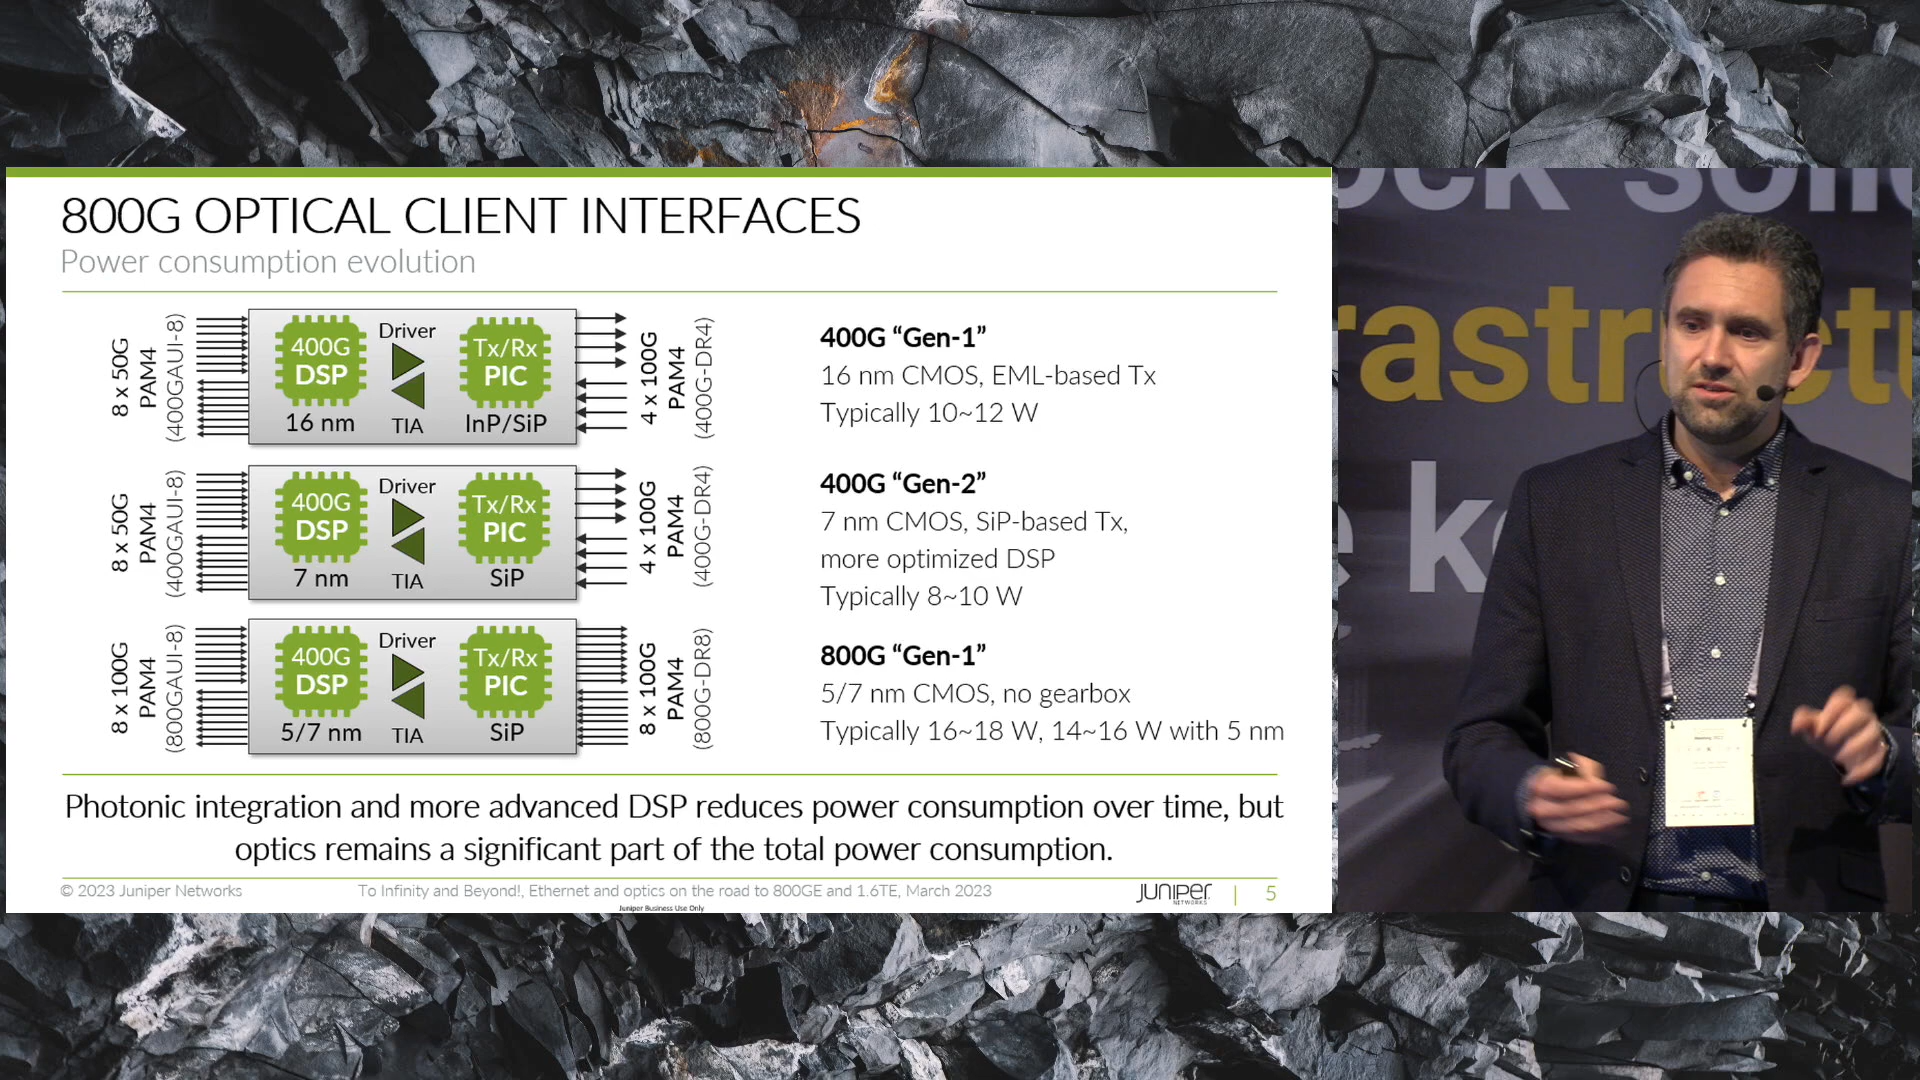 800G OPTICAL CLIENT INTERFACES
Power consumption evolution
8 x 50G
PAM4
(400GAUI-8)
400G
DSP
16 nm
Driver
TIA
Tx/Rx
PIC
InP/SiP
4 x 100G
PAM4
(400G-DR4)
400G “Gen-1”
16 nm CMOS, EML-based Tx
Typically 10~12 W
8 x 50G
PAM4
(400GAUI-8)
400G
DSP
7 nm
Driver
TIA
Tx/Rx
PIC
SiP
4 x 100G
PAM4
(400G-DR4)
400G “Gen-2”
7 nm CMOS, SiP-based Tx,
more optimized DSP
Typically 8~10 W
8 x 100G
PAM4
(800GAUI-8)
400G
DSP
5/7 nm
Driver
TIA
Tx/Rx
PIC
SiP
8 x 100G
PAM4
(800G-DR8)
800G “Gen-1”
5/7 nm CMOS, no gearbox
Typically 16~18 W, 14~16 W with 5 nm
Photonic integration and more advanced DSP reduces power consumption over time, but
optics remains a significant part of the total power consumption.
© 2023 Juniper Networks
To Infinity and Beyond!, Ethernet and optics on the road to 800GE and 1.6TE, March 2023
Juniper Business Use Only
JUNIPER
NETWORKS
| 5